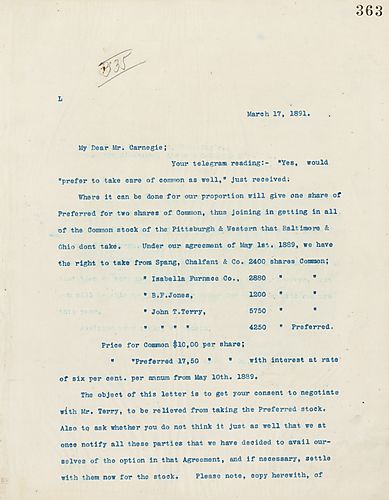 363
335
L
March 17, 1891.
My Dear Mr. Carnegie;
Your telegram reading:- "Yes, would
"prefer to take care of common as well," just received:
Where it can be done for our proportion will give one share of
Preferred for two shares of Common, thus joining in getting in all
of the Common stock of the Pittsburgh & Western that Baltimore &
Ohio dont take. Under our agreement of May 1st. 1889, we have
the right to take from Spang, Chalfant & Co. 2400 shares Common;
" Isabella Furnace Co., 2880 " "
" B.F.Jones, 1200 " "
" John T.Terry, 5750 " "
" " " " 4250 " Preferred.
Price for Common $10,00 per share;
" "Preferred 17,50 " " with interest at rate
of six per cent. per annum from May 10th. 1889.
The object of this letter is to get your consent to negotiate
with Mr. Terry, to be relieved from taking the Preferred stock.
Also to ask whether you do not think it just as well that we at
once notify all these parties that we have decided to avail our-
selves of the option in that Agreement, and if necessary, settle
with them now for the stock. Please note, copy herewith, of